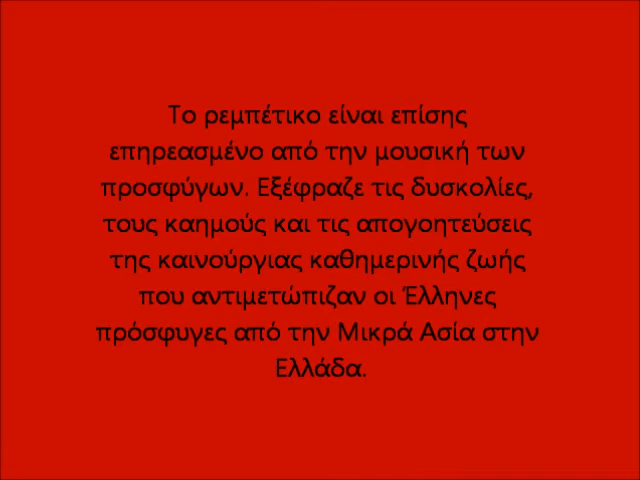 Το ρεμπέτικο είναι επίσης
επηρεασμένο από την μουσική των
προσφύγων. Εξέφραζε τις δυσκολίες,
τους καημούς και τις απογοητεύσεις
της καινούργιας καθημερινής ζωής
που αντιμετώπιζαν οι Έλληνες
πρόσφυγες από την Μικρά Ασία στην
Ελλάδα.